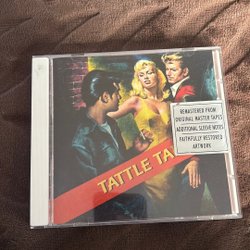 TATTLE TA
REMASTERED FROM
ORIGINAL MASTER TAPES
ADDITIONAL SLEEVE NOTES
FAITHFULLY RESTORED
ARTWORK